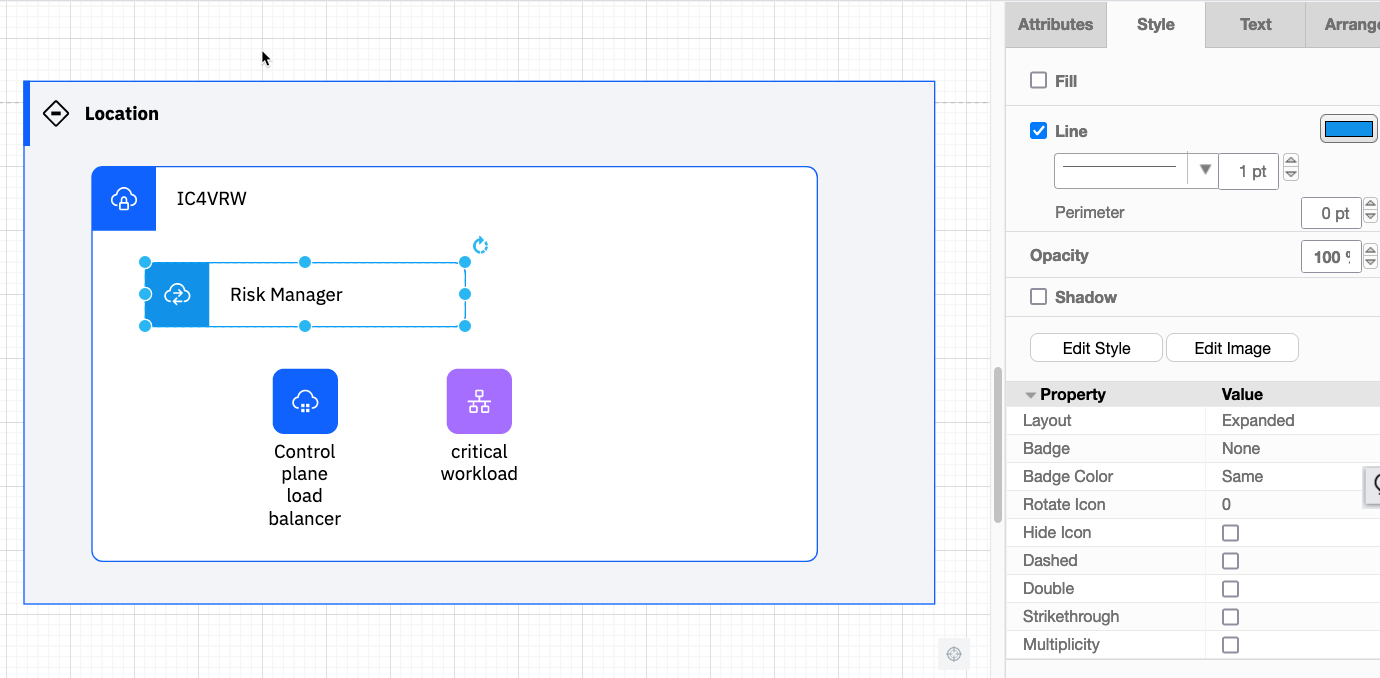 Attributes
Style
Text
Arrange
Location
IC4VRW
Risk Manager
Control
plane
load
balancer
critical
workload
Fill
Line
1 pt
Perimeter
0 pt
Opacity
100 %
Shadow
Edit Style
Edit Image
Property
Value
Layout
Expanded
Badge
None
Badge Color
Same
Rotate Icon
0
Hide Icon
Dashed
Double
Strikethrough
Multiplicity